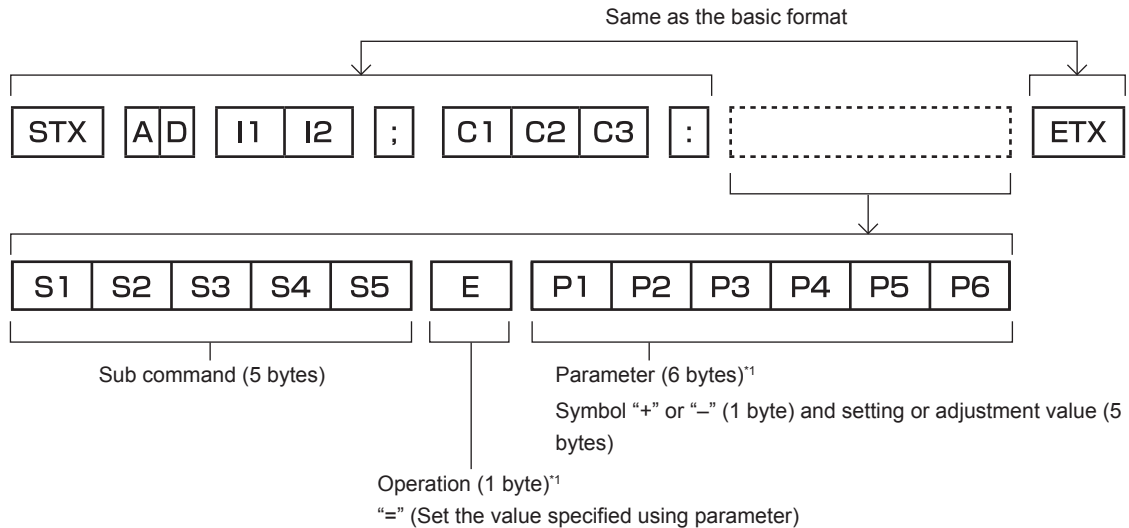 Same as the basic format
STX A D I1 I2 ; C1 C2 C3 : ETX
S1 S2 S3 S4 S5 E P1 P2 P3 P4 P5 P6
Sub command (5 bytes)
Parameter (6 bytes)*1
Symbol “+” or “–” (1 byte) and setting or adjustment value (5
bytes)
Operation (1 byte)*1
“=” (Set the value specified using parameter)